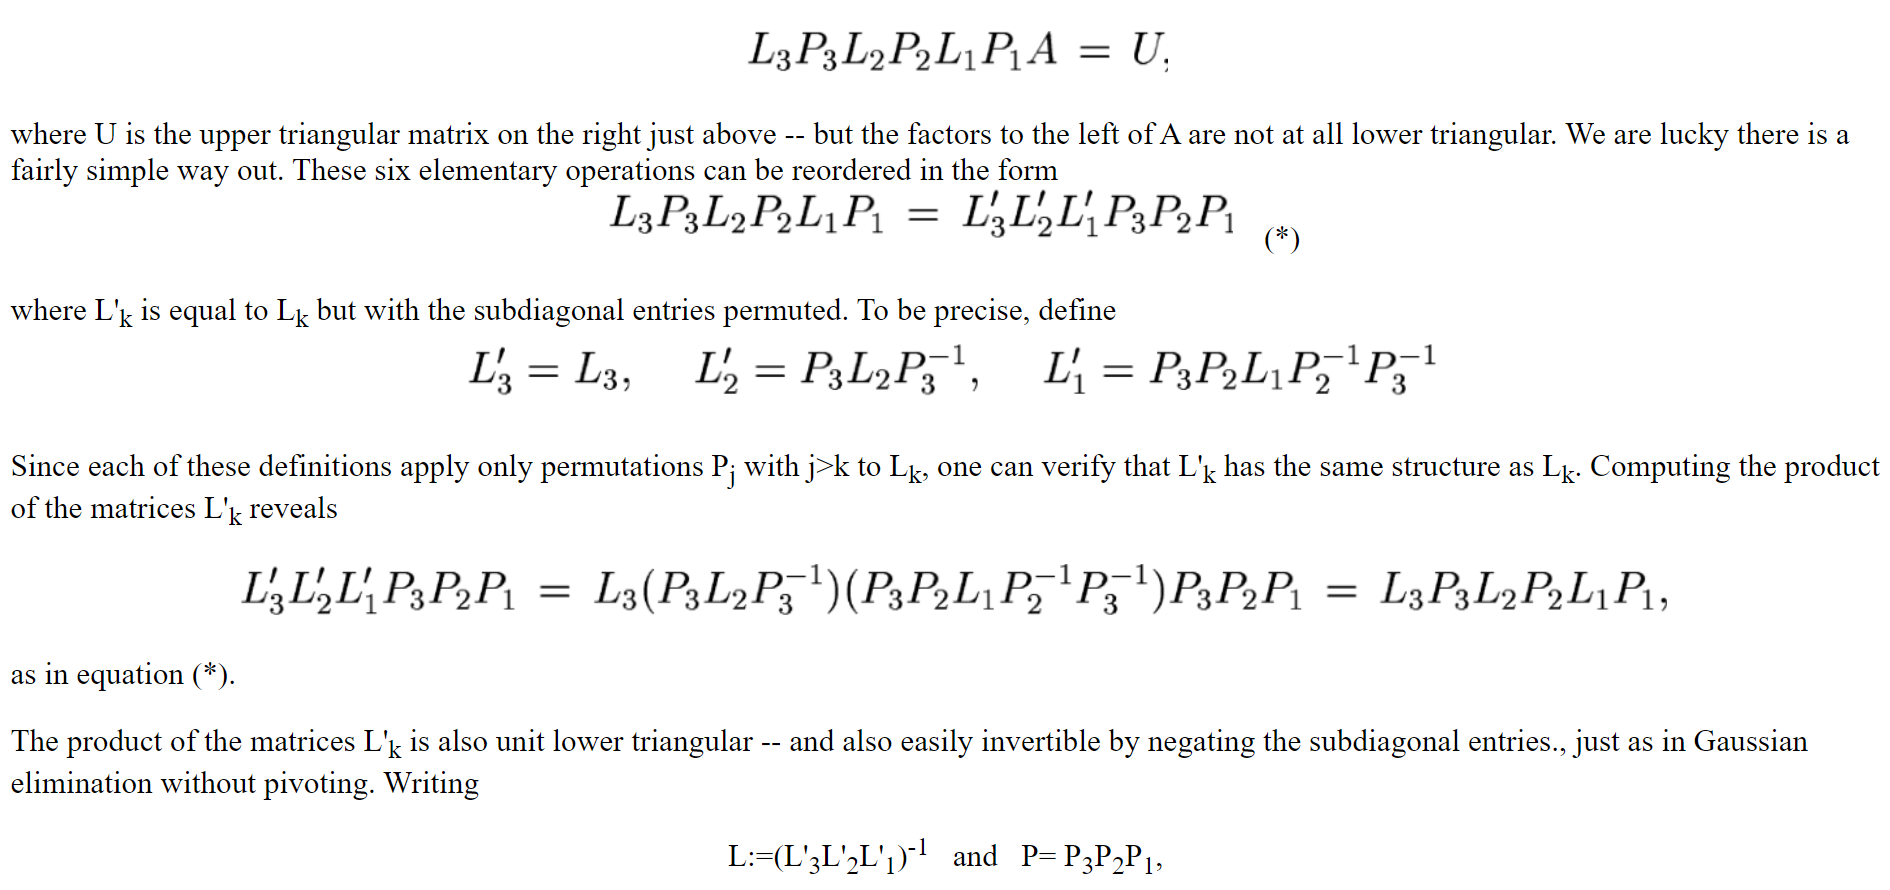 L₃P₃L₂P₂L₁P₁A = U,
where U is the upper triangular matrix on the right just above -- but the factors to the left of A are not at all lower triangular. We are lucky there is a
fairly simple way out. These six elementary operations can be reordered in the form
L₃P₃L₂P₂L₁P₁ = L′₃L′₂L′₁P₃P₂P₁ (*)
where L'ₖ is equal to Lₖ but with the subdiagonal entries permuted. To be precise, define
L′₃ = L₃, L′₂ = P₃L₂P₃⁻¹, L′₁ = P₃P₂L₁P₂⁻¹P₃⁻¹
Since each of these definitions apply only permutations Pⱼ with j>k to Lₖ, one can verify that L'ₖ has the same structure as Lₖ. Computing the product
of the matrices L'ₖ reveals
L′₃L′₂L′₁P₃P₂P₁ = L₃(P₃L₂P₃⁻¹)(P₃P₂L₁P₂⁻¹P₃⁻¹)P₃P₂P₁ = L₃P₃L₂P₂L₁P₁,
as in equation (*).
The product of the matrices L'ₖ is also unit lower triangular -- and also easily invertible by negating the subdiagonal entries., just as in Gaussian
elimination without pivoting. Writing
L:=(L'₃L'₂L'₁)⁻¹ and P= P₃P₂P₁,